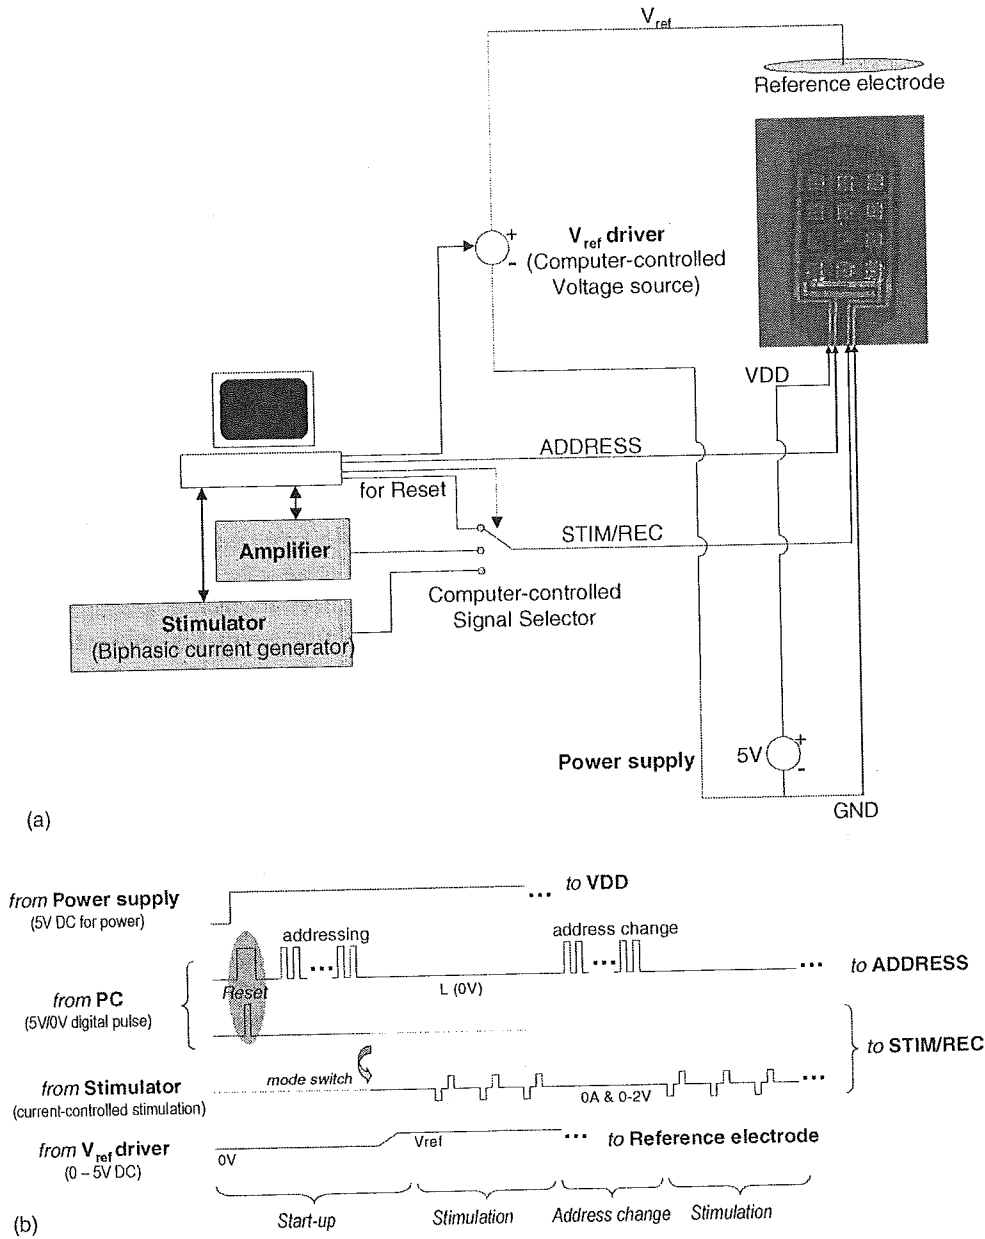 (a)
V_ref
Reference electrode
+
-
V_ref driver
(Computer-controlled
Voltage source)
VDD
ADDRESS
for Reset
STIM/REC
Amplifier
Computer-controlled
Signal Selector
Stimulator
(Biphasic current generator)
Power supply
5V
+
-
GND
(b)
from Power supply
(5V DC for power)
... to VDD
addressing
address change
...
...
...
to ADDRESS
Reset
L (0V)
from PC
(5V/0V digital pulse)
to STIM/REC
mode switch
from Stimulator
(current-controlled stimulation)
0A & 0-2V
...
from V_ref driver
(0 – 5V DC)
0V
Vref
... to Reference electrode
Start-up
Stimulation
Address change
Stimulation